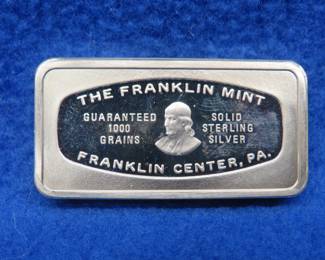 THE FRANKLIN MINT
GUARANTEED
1000
GRAINS
SOLID
STERLING
SILVER
FRANKLIN CENTER, PA.